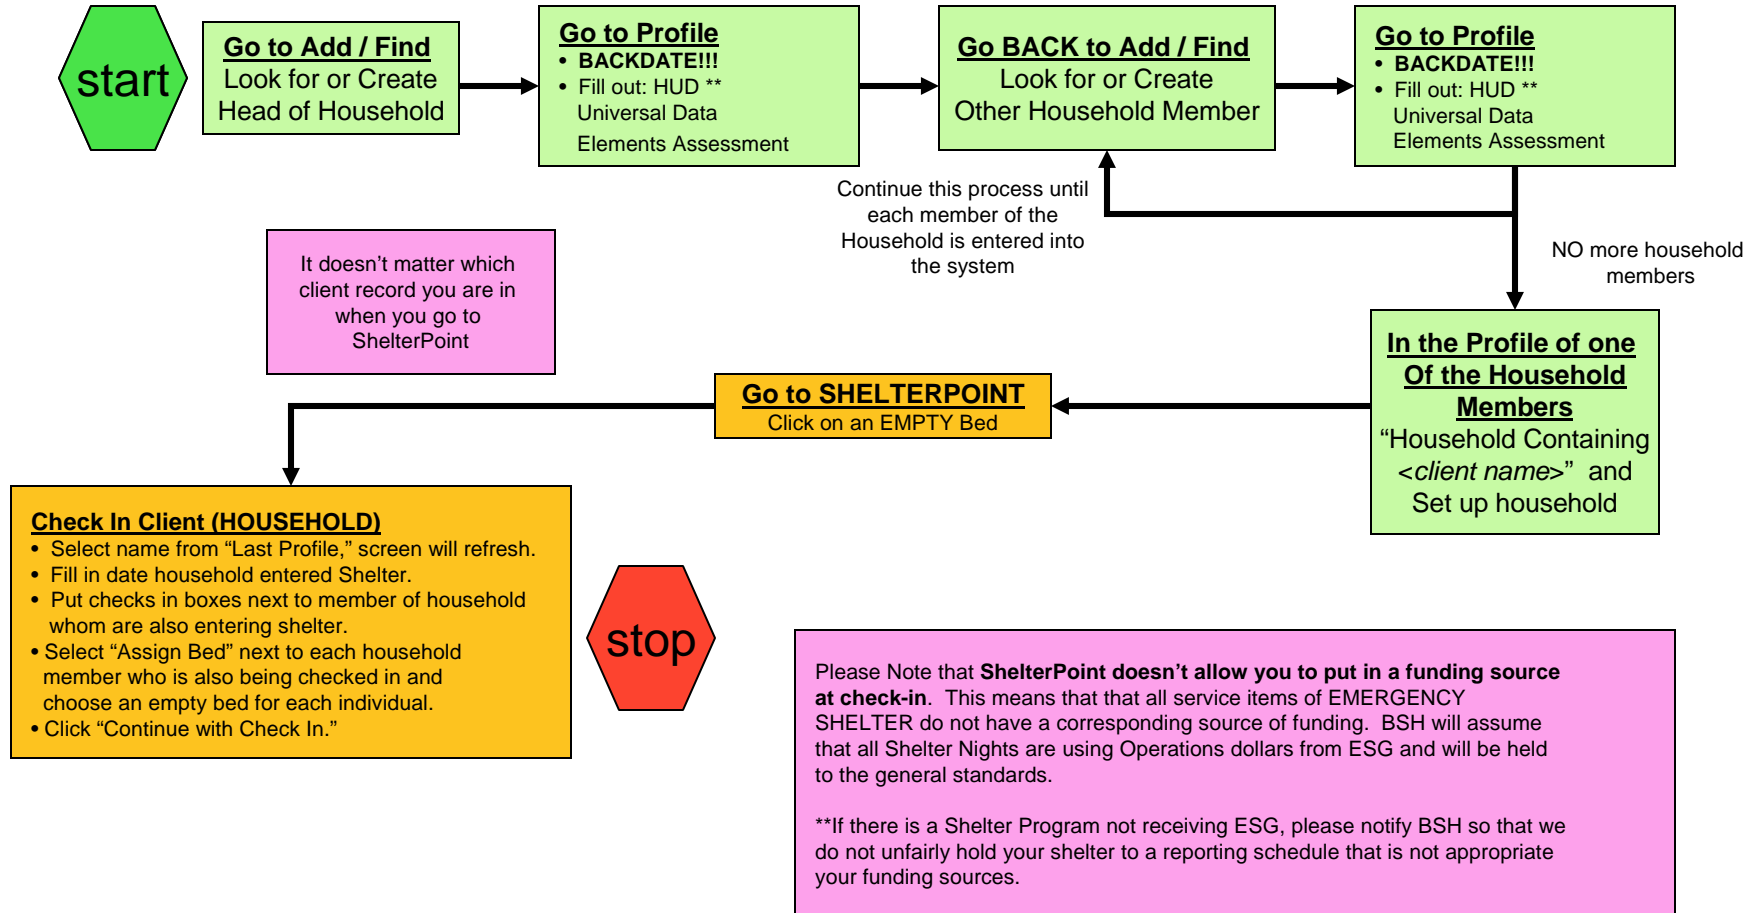 start
Go to Add / Find
Look for or Create
Head of Household
Go to Profile
• BACKDATE!!!
• Fill out: HUD **
Universal Data
Elements Assessment
Go BACK to Add / Find
Look for or Create
Other Household Member
Go to Profile
• BACKDATE!!!
• Fill out: HUD **
Universal Data
Elements Assessment
Continue this process until
each member of the
Household is entered into
the system
NO more household
members
It doesn’t matter which
client record you are in
when you go to
ShelterPoint
In the Profile of one
Of the Household
Members
“Household Containing
<client name>” and
Set up household
Go to SHELTERPOINT
Click on an EMPTY Bed
Check In Client (HOUSEHOLD)
• Select name from “Last Profile,” screen will refresh.
• Fill in date household entered Shelter.
• Put checks in boxes next to member of household
whom are also entering shelter.
• Select “Assign Bed” next to each household
member who is also being checked in and
choose an empty bed for each individual.
• Click “Continue with Check In.”
stop
Please Note that ShelterPoint doesn’t allow you to put in a funding source
at check-in. This means that that all service items of EMERGENCY
SHELTER do not have a corresponding source of funding. BSH will assume
that all Shelter Nights are using Operations dollars from ESG and will be held
to the general standards.
**If there is a Shelter Program not receiving ESG, please notify BSH so that we
do not unfairly hold your shelter to a reporting schedule that is not appropriate
your funding sources.